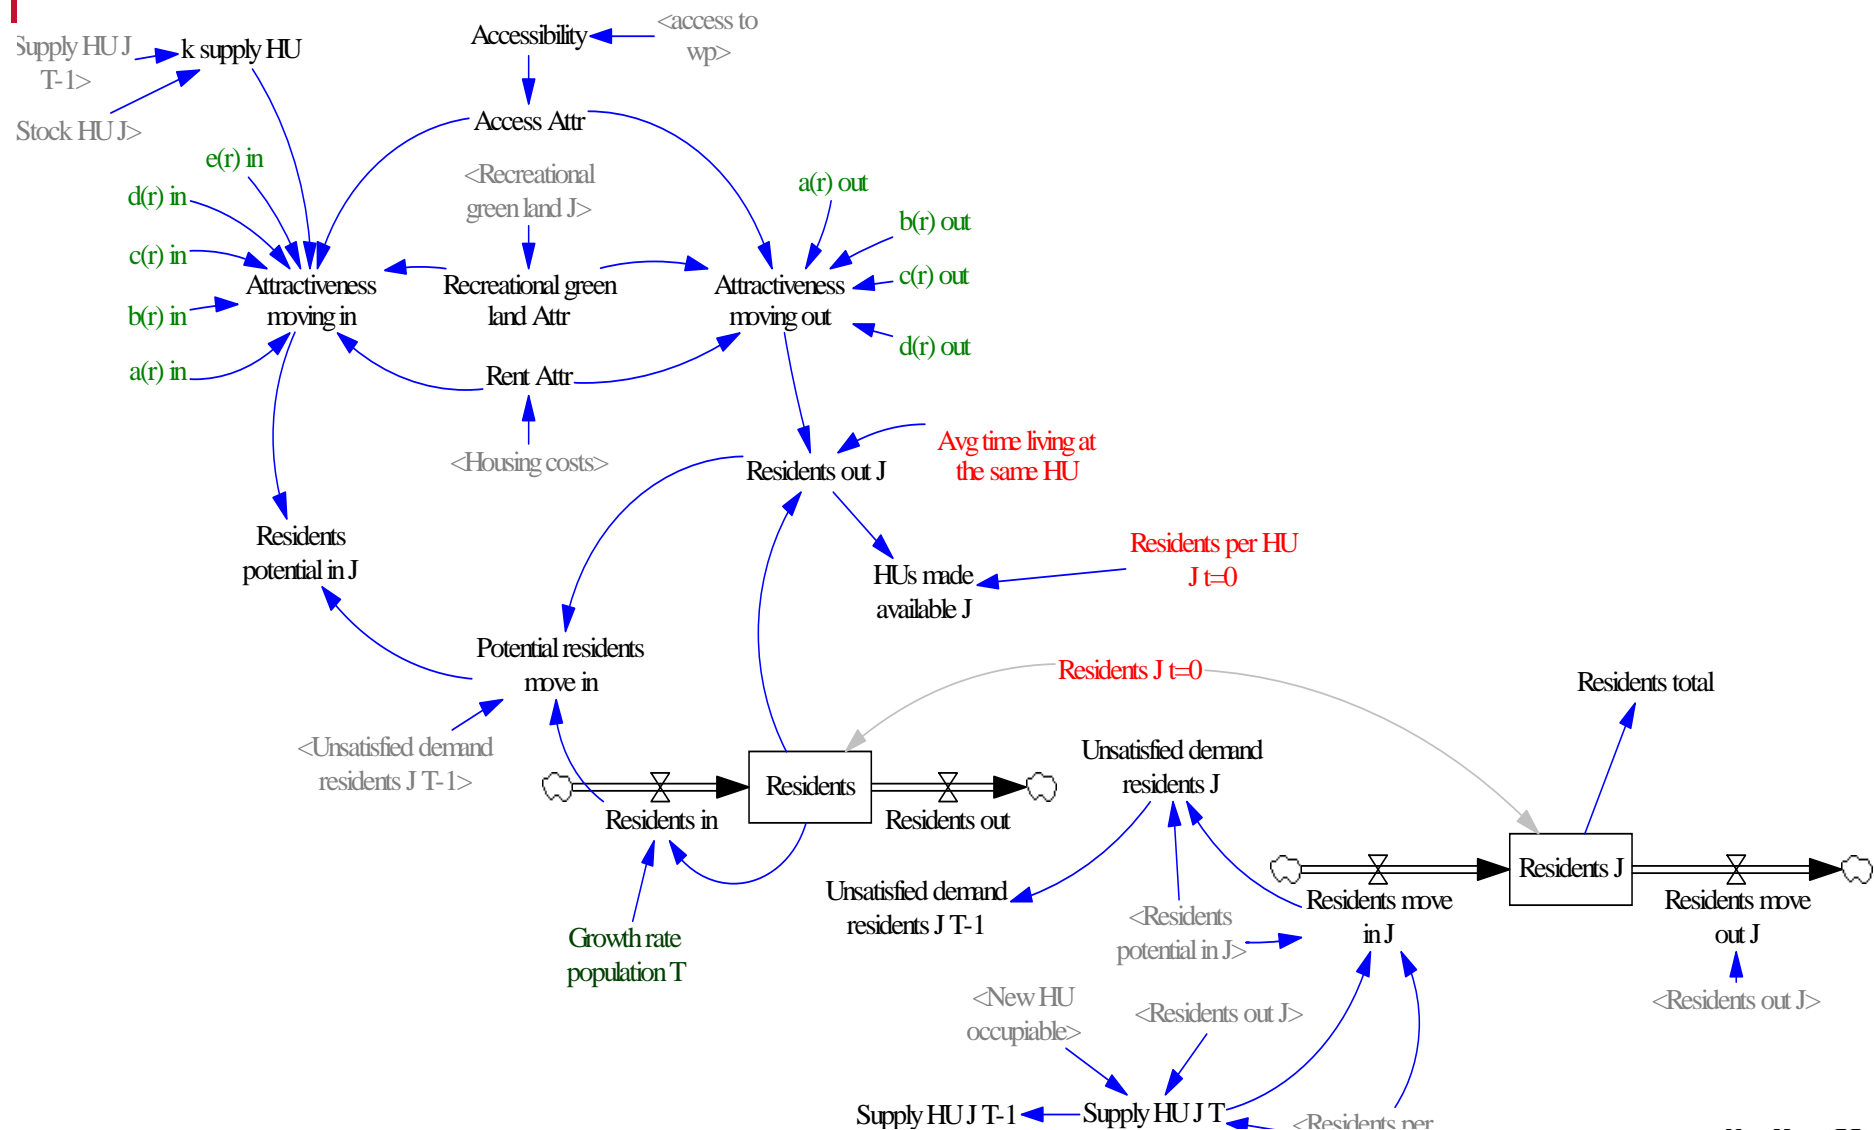 Supply HU J
T-1>
k supply HU
Stock HU J>
Accessibility
<access to
wp>
Access Attr
e(r) in
d(r) in
c(r) in
b(r) in
a(r) in
<Recreational
green land J>
a(r) out
b(r) out
c(r) out
d(r) out
Attractiveness
moving in
Recreational green
land Attr
Attractiveness
moving out
Rent Attr
<Housing costs>
Avg time living at
the same HU
Residents out J
Residents
potential in J
Residents per HU
J t=0
HUs made
available J
Potential residents
move in
Residents J t=0
Residents total
<Unsatisfied demand
residents J T-1>
Residents
Residents in
Residents out
Unsatisfied demand
residents J
Residents J
Unsatisfied demand
residents J T-1
Growth rate
population T
<Residents
potential in J>
Residents move
in J
Residents move
out J
<New HU
occupiable>
<Residents out J>
<Residents out J>
Supply HU J T-1
Supply HU J T
<Residents per